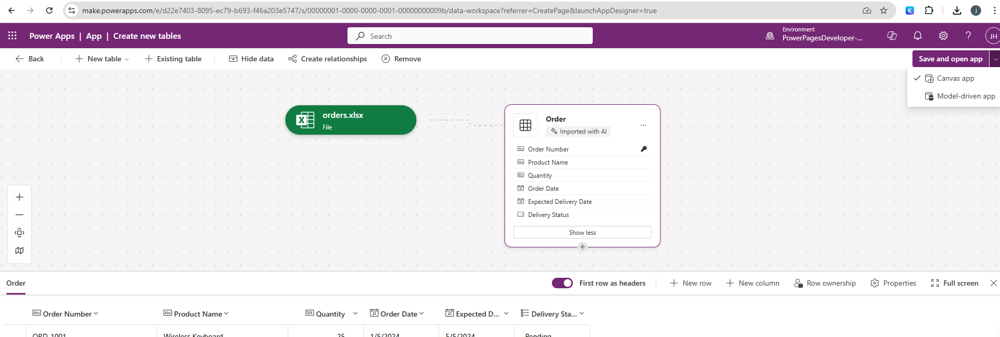 make.powerapps.com/e/d22e7403-8095-ec79-b693-f46a203e5747/s/00000001-0000-0000-0001-00000000009b/data-workspace?referrer=CreatePage&launchAppDesigner=true
K
j
Power Apps | App | Create new tables
Search
Environment
PowerPagesDeveloper-...
JH
Back
New table
Existing table
Hide data
Create relationships
Remove
Save and open app
Canvas app
Model-driven app
orders.xlsx
File
Order
Imported with AI
...
Order Number
Product Name
Quantity
Order Date
Expected Delivery Date
Delivery Status
Show less
Order
First row as headers
New row
New column
Row ownership
Properties
Full screen
Abc Order Number
Abc Product Name
123 Quantity
21 Order Date
21 Expected D...
Delivery Sta...
ORD-1001
Wireless Keyboard
25
1/5/2024
5/5/2024
Pending